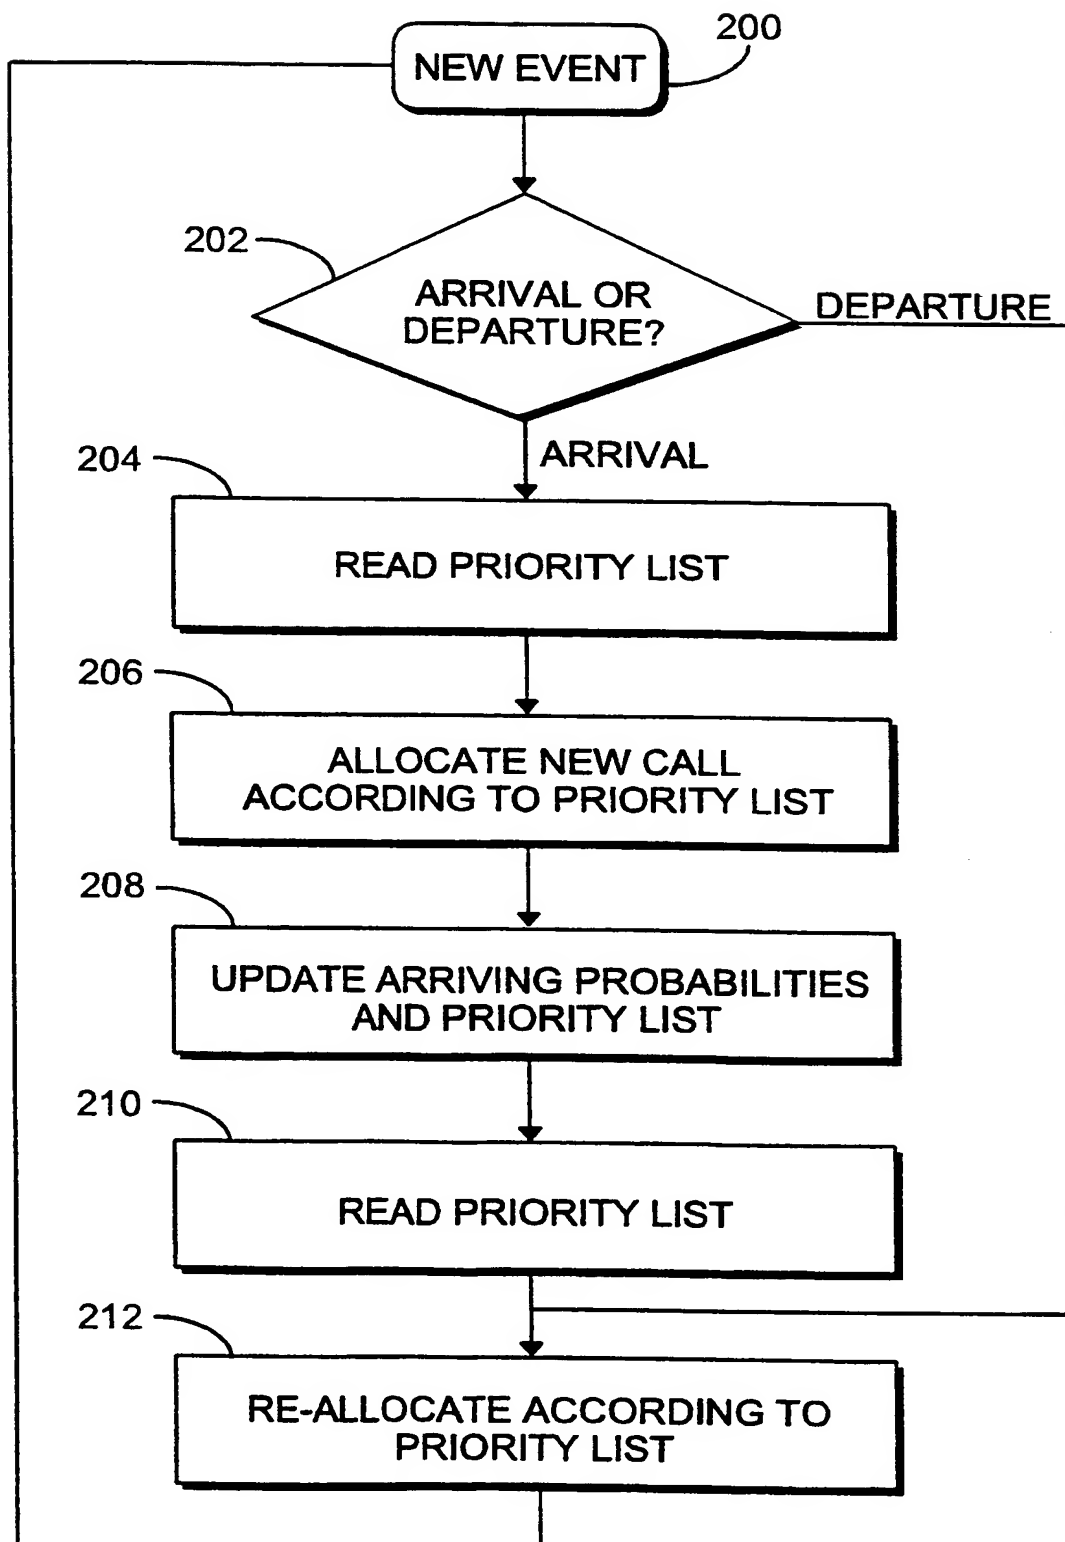 200
NEW EVENT
202
ARRIVAL OR
DEPARTURE?
DEPARTURE
ARRIVAL
204
READ PRIORITY LIST
206
ALLOCATE NEW CALL
ACCORDING TO PRIORITY LIST
208
UPDATE ARRIVING PROBABILITIES
AND PRIORITY LIST
210
READ PRIORITY LIST
212
RE-ALLOCATE ACCORDING TO
PRIORITY LIST